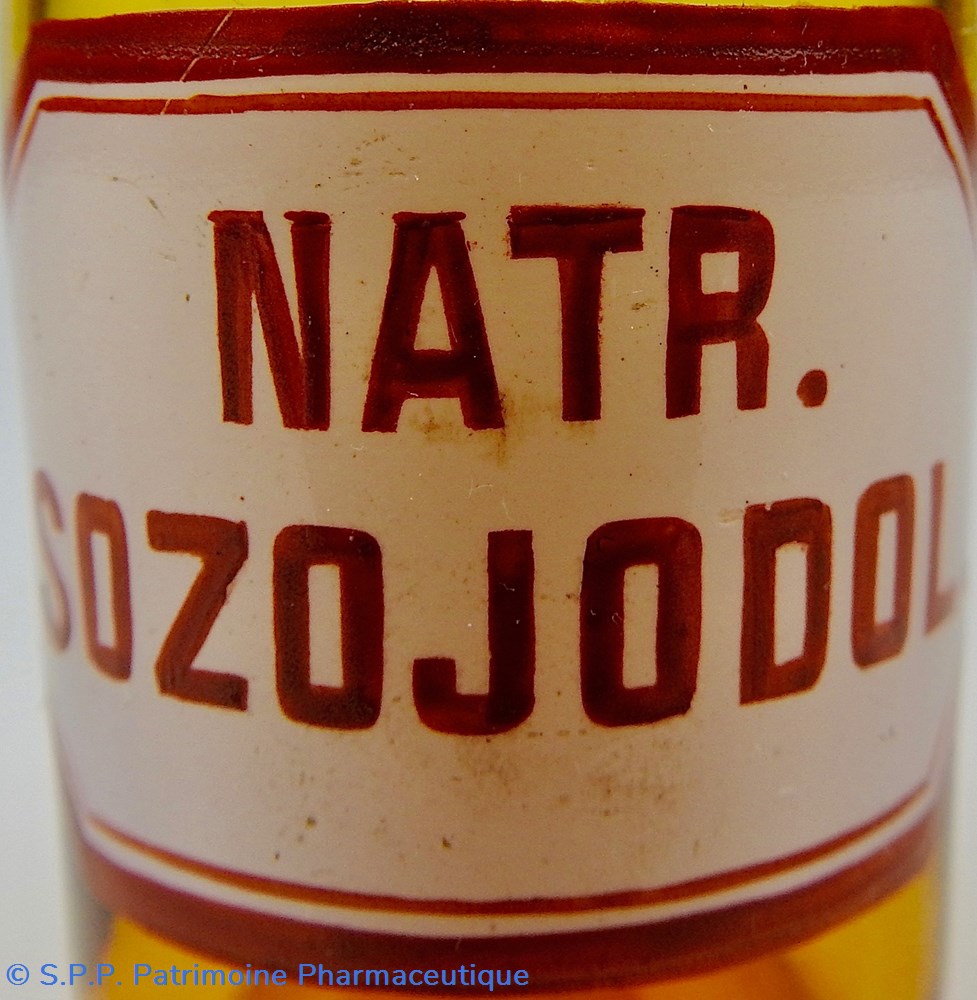 NATR.
SOZOJODOL
© S.P.P. Patrimoine Pharmaceutique